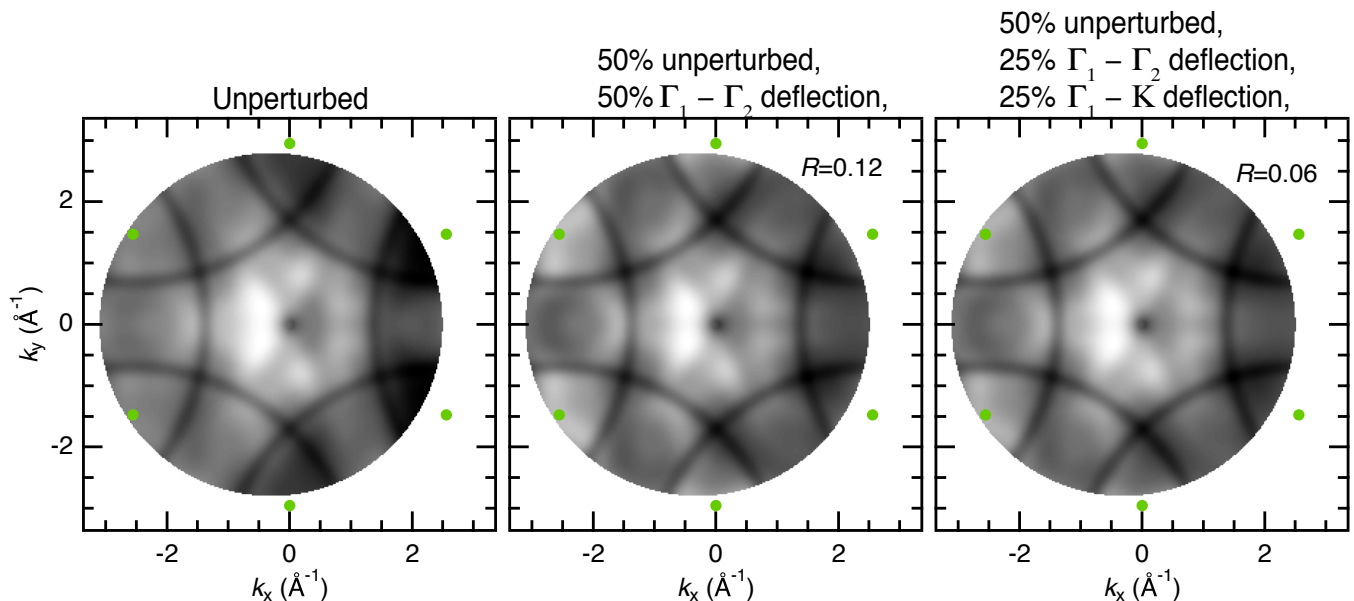 Unperturbed
2
0
-2
-2
0
2
kx (Å-1)
ky (Å-1)
50% unperturbed,
50% Γ1 – Γ2 deflection,
R=0.12
-2
0
2
kx (Å-1)
50% unperturbed,
25% Γ1 – Γ2 deflection,
25% Γ1 – K deflection,
R=0.06
-2
0
2
kx (Å-1)